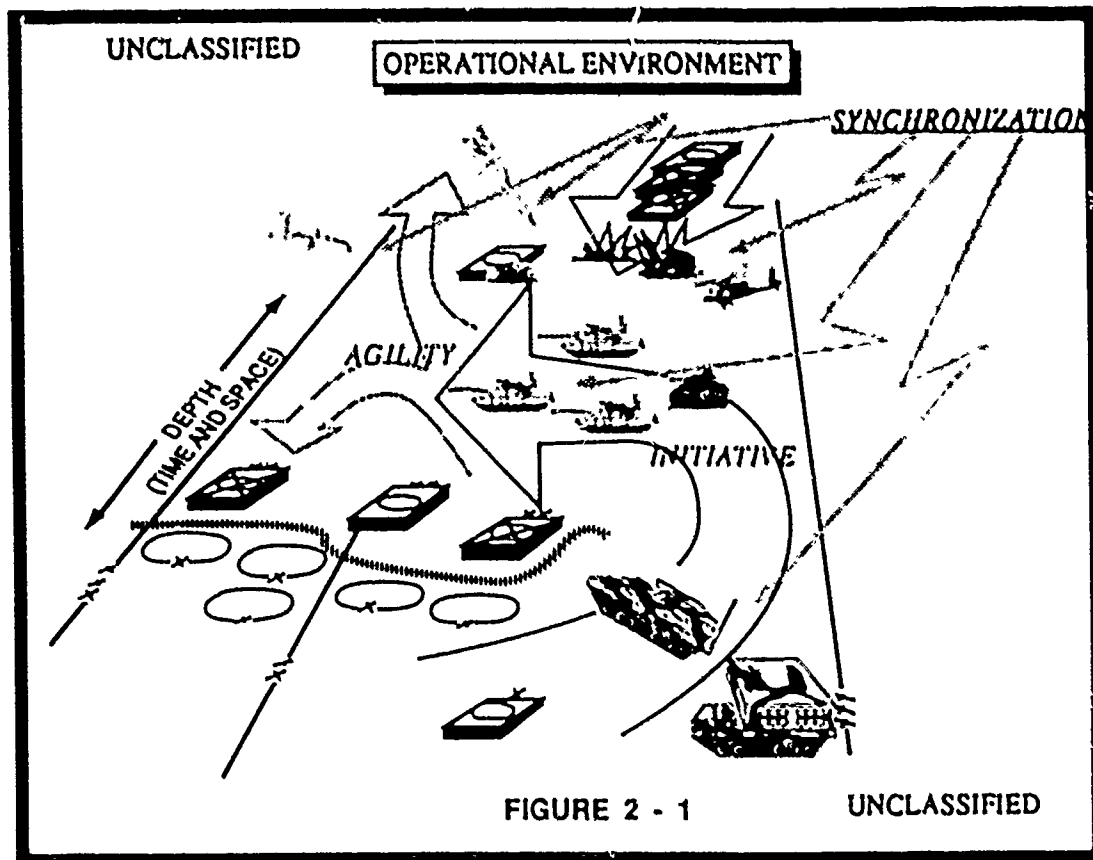 UNCLASSIFIED
OPERATIONAL ENVIRONMENT
SYNCHRONIZATION
AGILITY
DEPTH
(TIME AND SPACE)
INITIATIVE
FIGURE 2 - 1
UNCLASSIFIED